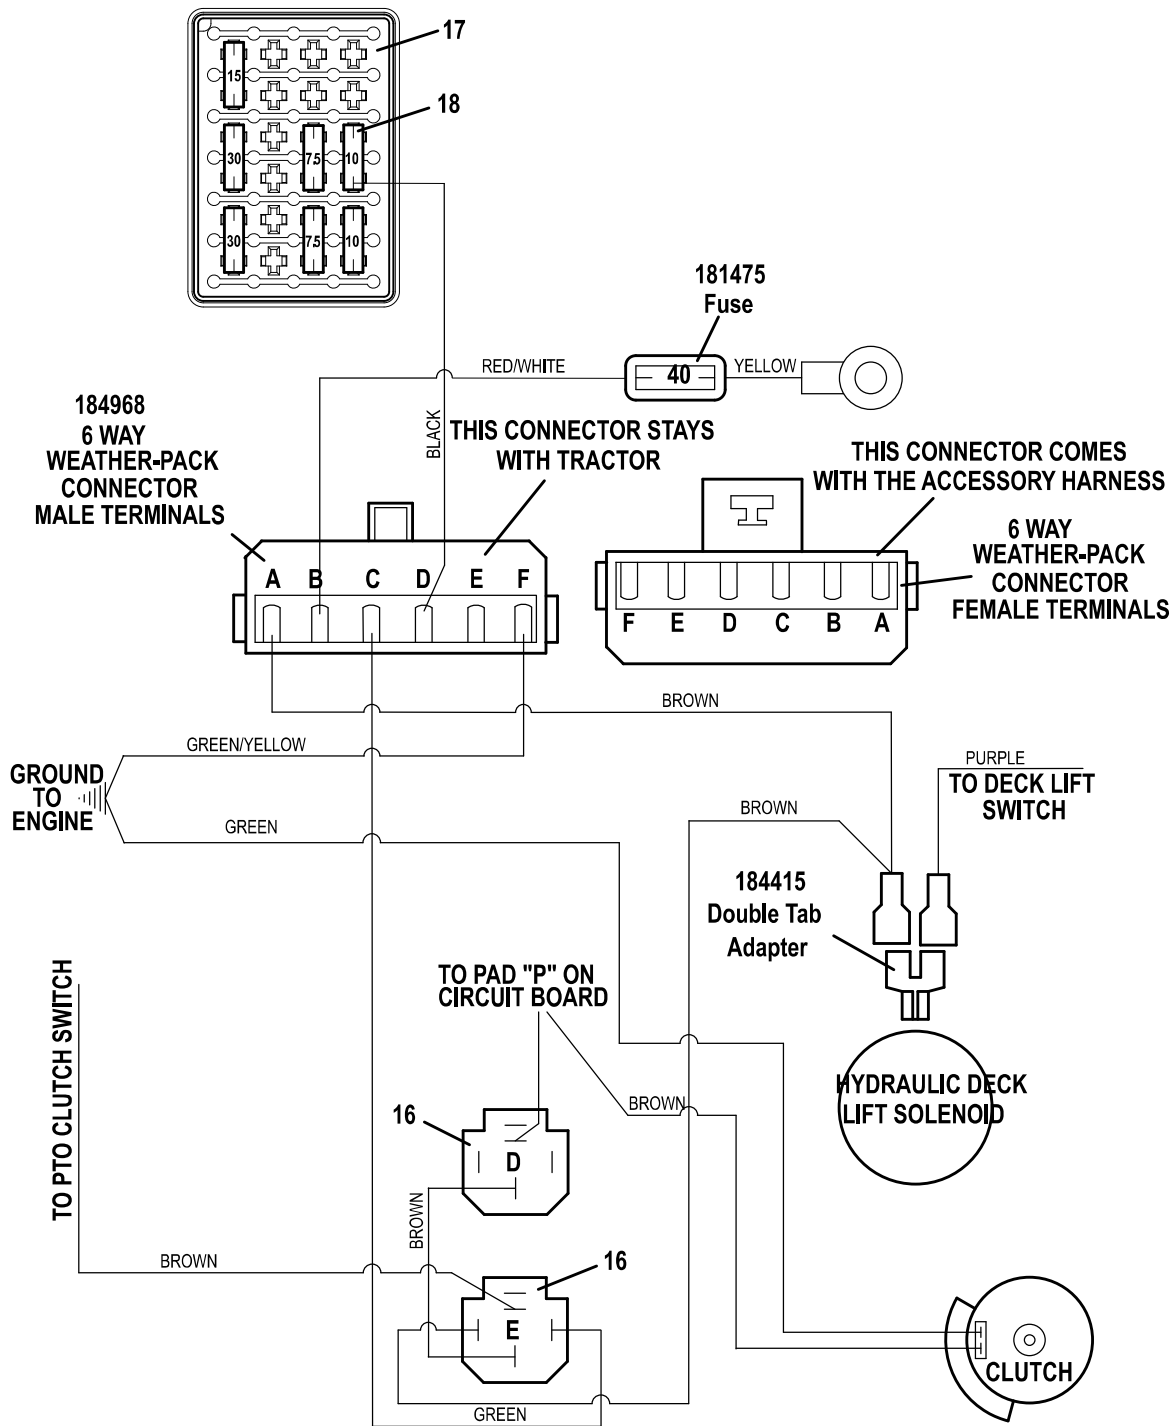 17
15
18
30
7.5
10
30
7.5
10
181475
Fuse
RED/WHITE
40
YELLOW
184968
6 WAY
WEATHER-PACK
CONNECTOR
MALE TERMINALS
BLACK
THIS CONNECTOR STAYS
WITH TRACTOR
THIS CONNECTOR COMES
WITH THE ACCESSORY HARNESS
6 WAY
WEATHER-PACK
CONNECTOR
FEMALE TERMINALS
A B C D E F
F E D C B A
BROWN
GREEN/YELLOW
GROUND
TO
ENGINE
GREEN
PURPLE
TO DECK LIFT
SWITCH
BROWN
184415
Double Tab
Adapter
TO PAD "P" ON
CIRCUIT BOARD
TO PTO CLUTCH SWITCH
HYDRAULIC DECK
LIFT SOLENOID
BROWN
16
D
BROWN
BROWN
16
E
GREEN
CLUTCH